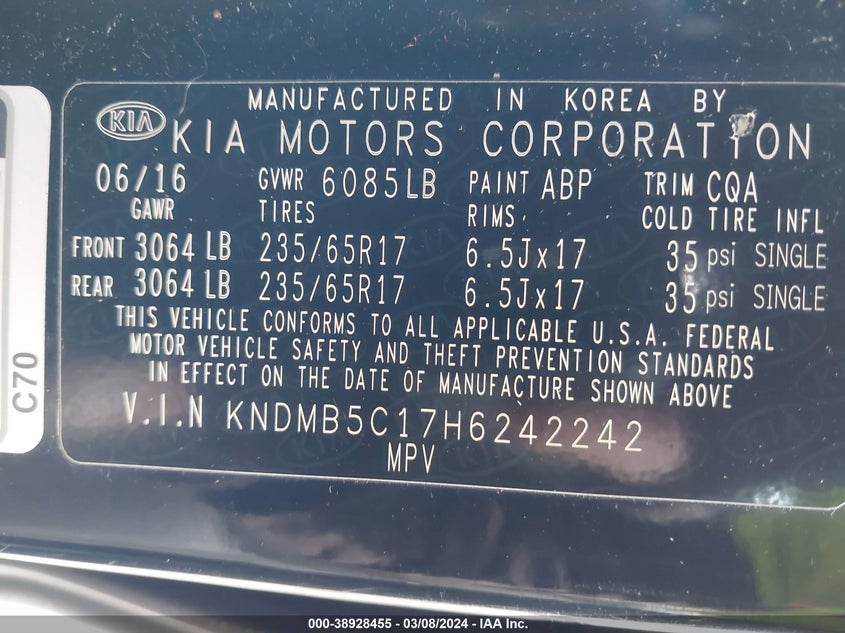 MANUFACTURED IN KOREA BY
KIA KIA MOTORS CORPORATION
06/16 GVWR 6085LB PAINT ABP TRIM CQA
GAWR TIRES RIMS COLD TIRE INFL
FRONT 3064 LB 235/65R17 6.5Jx17 35 psi SINGLE
REAR 3064 LB 235/65R17 6.5Jx17 35 psi SINGLE
THIS VEHICLE CONFORMS TO ALL APPLICABLE U.S.A. FEDERAL
MOTOR VEHICLE SAFETY AND THEFT PREVENTION STANDARDS
IN EFFECT ON THE DATE OF MANUFACTURE SHOWN ABOVE
V.I.N KNDMB5C17H6242242
MPV
C70
000-38928455 - 03/08/2024 - IAA Inc.